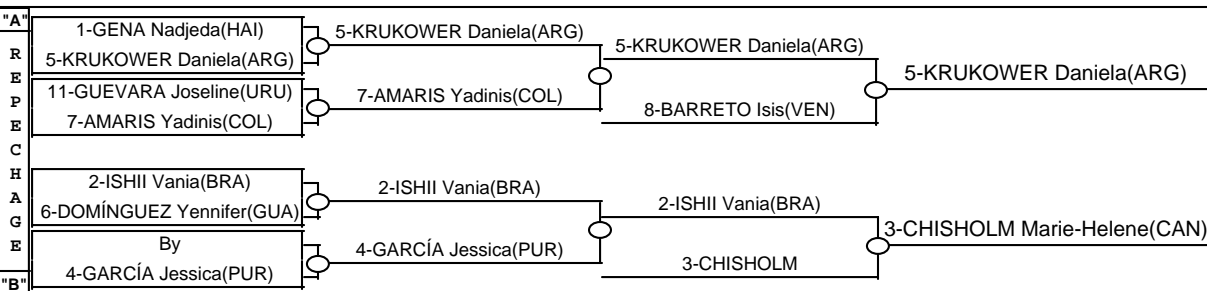 "A"
REPECHAGE
"B"
1-GENA Nadjeda(HAI)
5-KRUKOWER Daniela(ARG)
11-GUEVARA Joseline(URU)
7-AMARIS Yadinis(COL)
2-ISHII Vania(BRA)
6-DOMÍNGUEZ Yennifer(GUA)
By
4-GARCÍA Jessica(PUR)
5-KRUKOWER Daniela(ARG)
7-AMARIS Yadinis(COL)
2-ISHII Vania(BRA)
4-GARCÍA Jessica(PUR)
5-KRUKOWER Daniela(ARG)
8-BARRETO Isis(VEN)
2-ISHII Vania(BRA)
3-CHISHOLM
5-KRUKOWER Daniela(ARG)
3-CHISHOLM Marie-Helene(CAN)